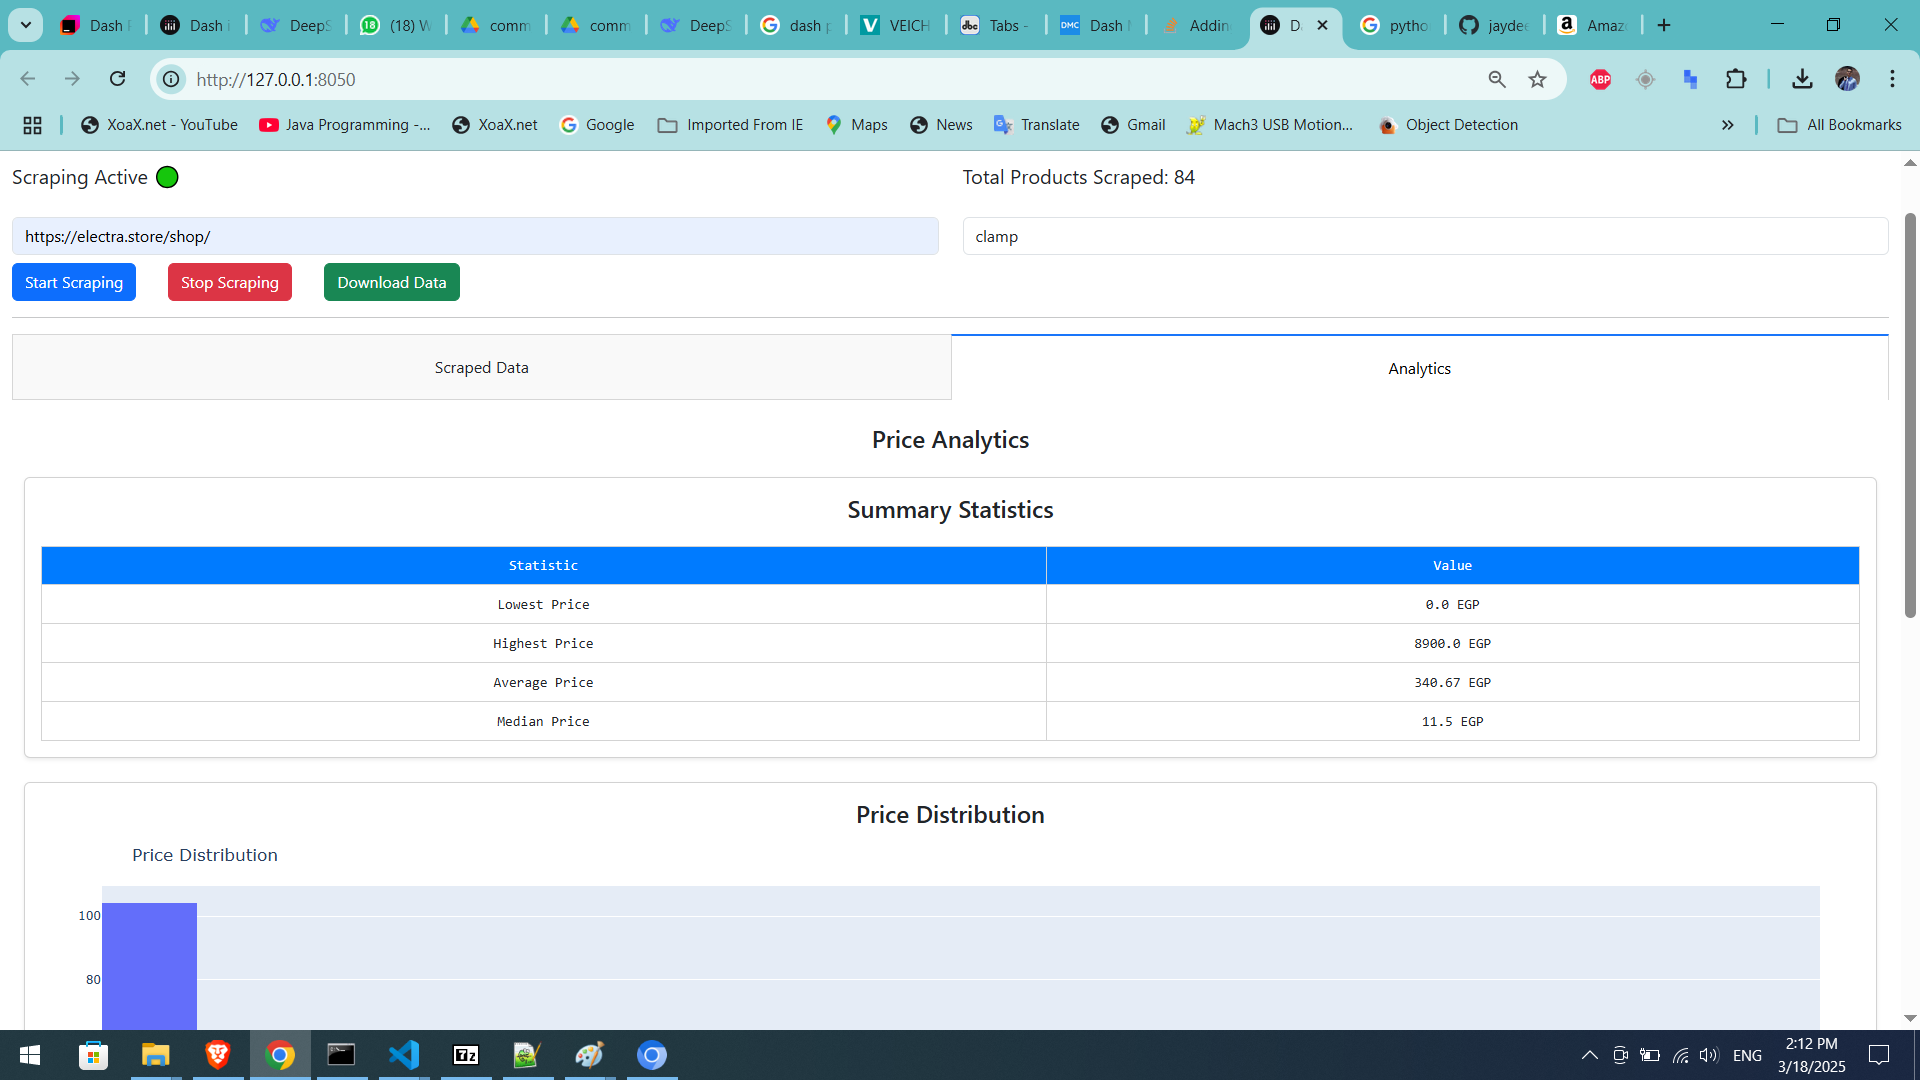 Dash
Dash i
DeepS
(18) W
comm
comm
DeepS
dash p
VEICH
Tabs -
Dash
Addin
D
pytho
jaydee
Amaz
http://127.0.0.1:8050
ABP
XoaX.net - YouTube
Java Programming -...
XoaX.net
Google
Imported From IE
Maps
News
Translate
Gmail
Mach3 USB Motion...
Object Detection
All Bookmarks
Scraping Active
Total Products Scraped: 84
https://electra.store/shop/
clamp
Start Scraping
Stop Scraping
Download Data
Scraped Data
Analytics
Price Analytics
Summary Statistics
Statistic Value
Lowest Price 0.0 EGP
Highest Price 8900.0 EGP
Average Price 340.67 EGP
Median Price 11.5 EGP
Price Distribution
Price Distribution
100
80
ENG
2:12 PM
3/18/2025